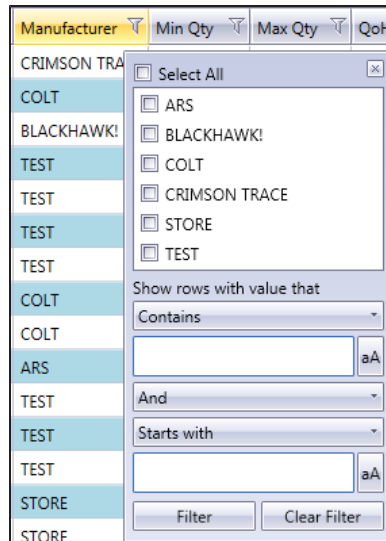 Manufacturer Min Qty Max Qty QoH
CRIMSON TRA
COLT
BLACKHAWK!
TEST
TEST
TEST
TEST
COLT
COLT
ARS
TEST
TEST
TEST
STORE
STORE
Select All
ARS
BLACKHAWK!
COLT
CRIMSON TRACE
STORE
TEST
Show rows with value that
Contains
aA
And
Starts with
aA
Filter Clear Filter